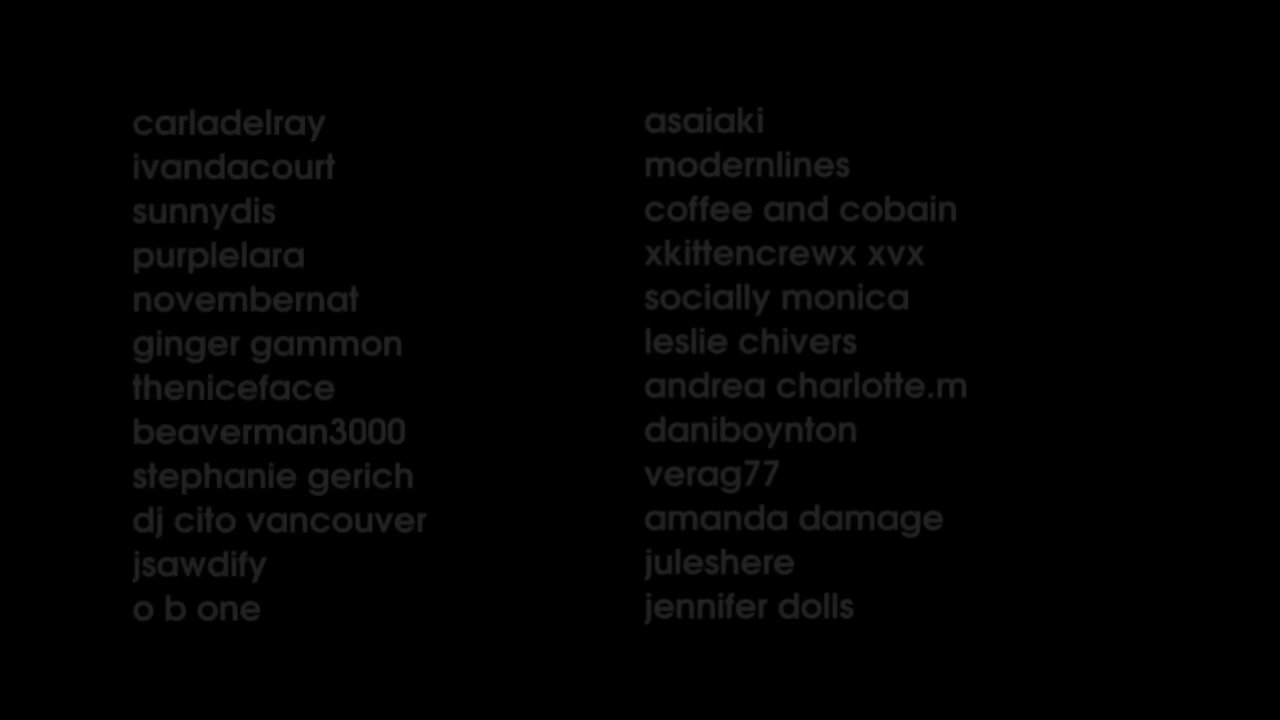 carladelray
ivandacourt
sunnydis
purplelara
novembernat
ginger gammon
theniceface
beaverman3000
stephanie gerich
dj cito vancouver
jsawdify
o b one
asaiaki
modernlines
coffee and cobain
xkittencrewx xvx
socially monica
leslie chivers
andrea charlotte.m
daniboynton
verag77
amanda damage
juleshere
jennifer dolls